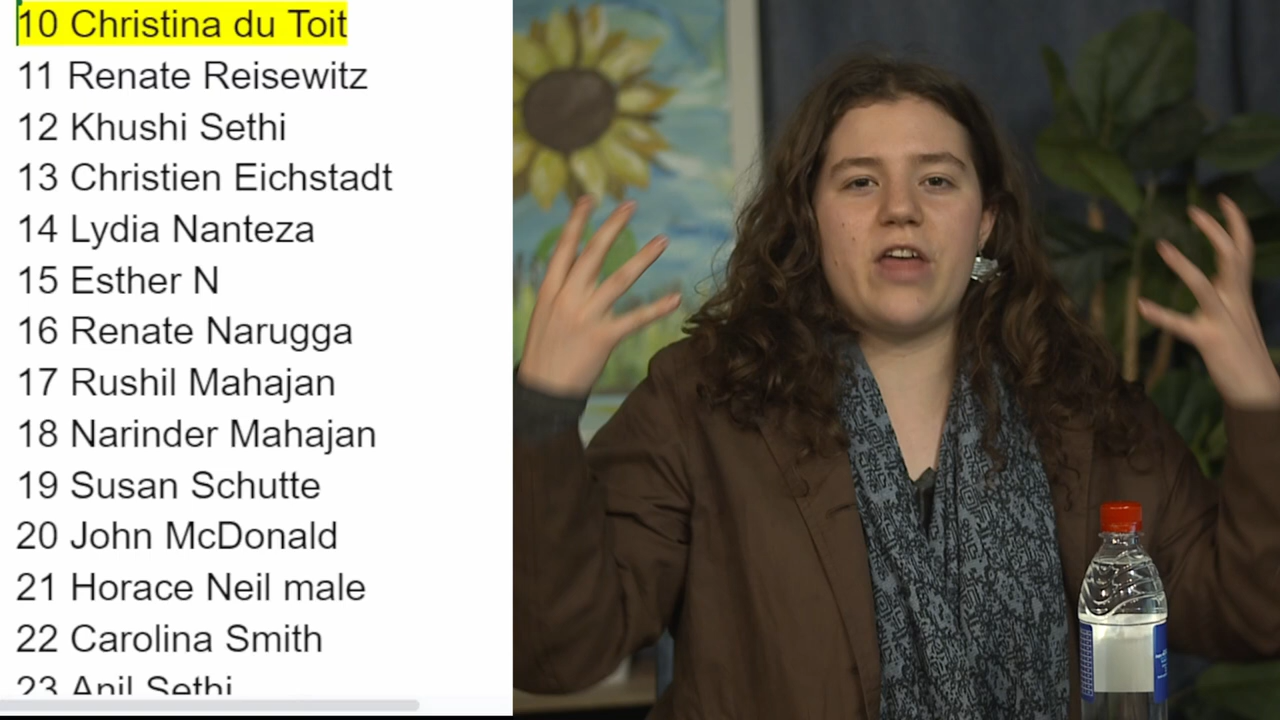 10 Christina du Toit
11 Renate Reisewitz
12 Khushi Sethi
13 Christien Eichstadt
14 Lydia Nanteza
15 Esther N
16 Renate Narugga
17 Rushil Mahajan
18 Narinder Mahajan
19 Susan Schutte
20 John McDonald
21 Horace Neil male
22 Carolina Smith
23 Anil Sethi